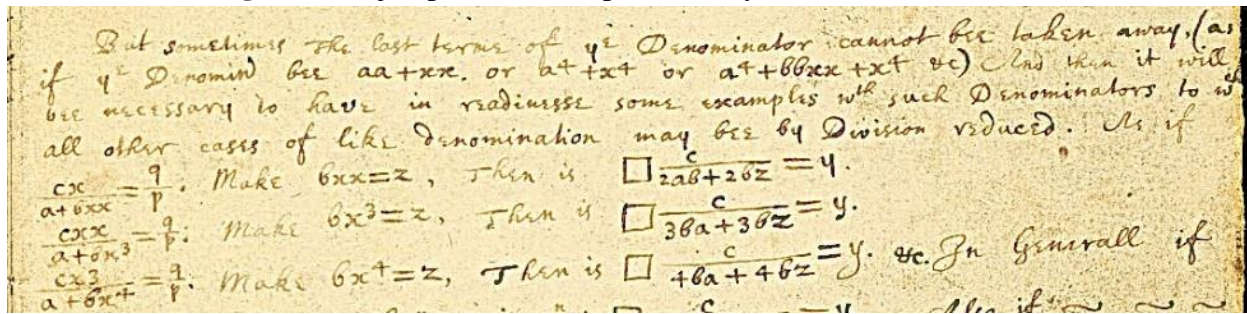 But sometimes the last terme of yᵉ Denominator cannot bee taken away, (as
if yᵉ Denomin bee aa+xx. or a⁴+x⁴ or a⁴+bbxx+x⁴ &c) And then it will
bee necessary to have in readinesse some examples wᵗʰ such Denominators to wᶜʰ
all other cases of like denomination may bee by Division reduced. As if
cx/a+bxx = q/p: Make bxx=z, Then is □ c/2ab+2bz = y.
cxx/a+bx³ = q/p: Make bx³=z, Then is □ c/3ba+3bz = y.
cx3/a+bx⁴ = q/p. Make bx⁴=z, Then is □ c/4ba+4bz = y. &c. In Generall if